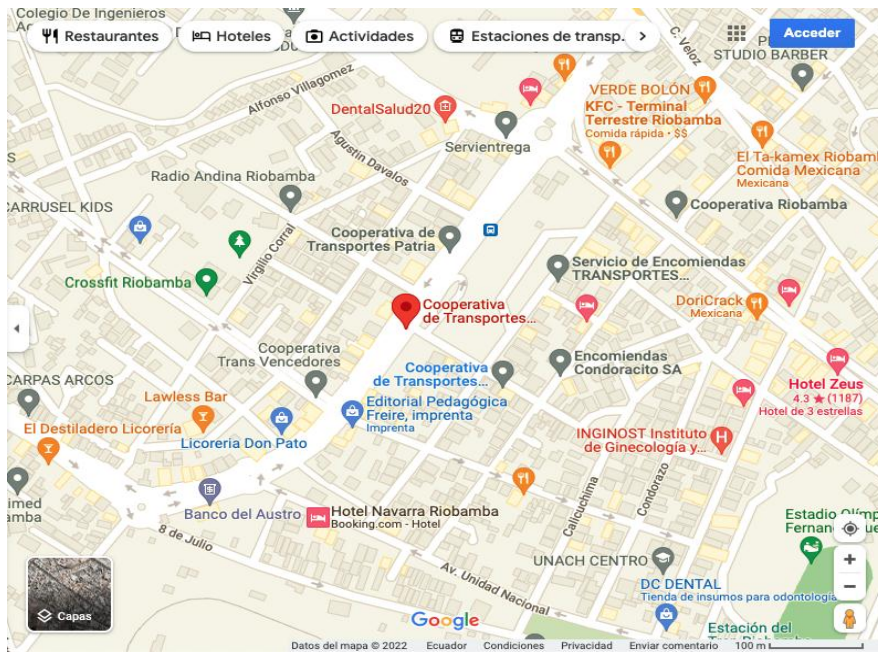 Colegio De Ingenieros
Restaurantes
Hoteles
Actividades
Estaciones de transp.
Acceder
C. Veloz
STUDIO BARBER
Alfonso Villagomez
DentalSalud20
VERDE BOLÓN
KFC - Terminal
Terrestre Riobamba
Comida rápida · $$
Servientrega
Agustin Davalos
El Ta-kamex Riobam
Comida Mexicana
Mexicana
Radio Andina Riobamba
CARRUSEL KIDS
Cooperativa Riobamba
Cooperativa de
Transportes Patria
Virgilio Corral
Servicio de Encomiendas
TRANSPORTES...
Crossfit Riobamba
Cooperativa
de Transportes...
DoriCrack
Mexicana
Cooperativa
Trans Vencedores
Encomiendas
Condoracito SA
Cooperativa
de Transportes...
CARPAS ARCOS
Lawless Bar
Hotel Zeus
4.3 ★ (1187)
Hotel de 3 estrellas
Editorial Pedagógica
Freire, imprenta
Imprenta
El Destiladero Licorería
Licoreria Don Pato
INGINOST Instituto
de Ginecología y...
Calicuchima
Condorazo
Banco del Austro
Hotel Navarra Riobamba
Booking.com - Hotel
8 de Julio
Estadio Olímp
UNACH CENTRO
Av. Unidad Nacional
DC DENTAL
Tienda de insumos para odontología
Capas
Google
Estación del
Datos del mapa © 2022
Ecuador
Condiciones
Privacidad
Enviar comentario
100 m